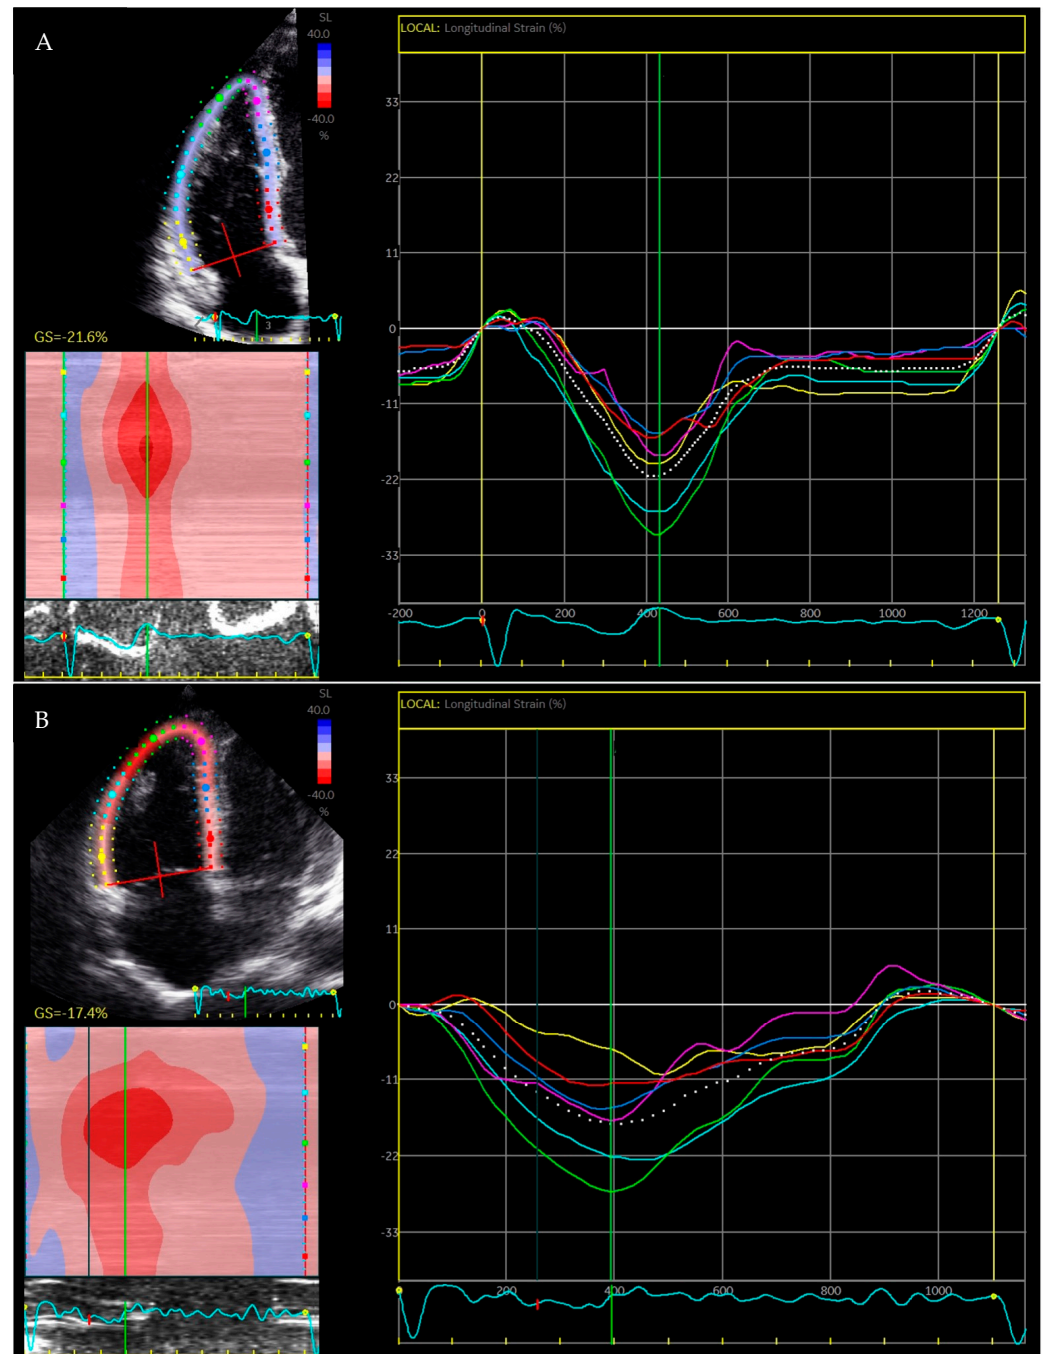 A
SL
40.0
-40.0
%
3
GS=-21.6%
LOCAL: Longitudinal Strain (%)
33
22
11
0
-11
-22
-33
-200 0 200 400 600 800 1000 1200
B
SL
40.0
-40.0
%
GS=-17.4%
LOCAL: Longitudinal Strain (%)
33
22
11
0
-11
-22
-33
200 400 600 800 1000